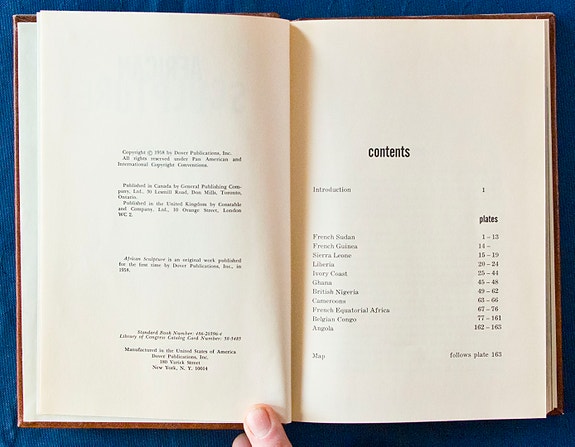 Copyright © 1958 by Dover Publications, Inc.
All rights reserved under Pan American and
International Copyright Conventions.
Published in Canada by General Publishing Com-
pany, Ltd., 30 Lesmill Road, Don Mills, Toronto,
Ontario.
Published in the United Kingdom by Constable
and Company, Ltd., 10 Orange Street, London
WC 2.
African Sculpture is an original work published
for the first time by Dover Publications, Inc., in
1958.
Standard Book Number: 486-20396-4
Library of Congress Catalog Card Number:
Manufactured in the United States of America
Dover Publications, Inc.
180 Varick Street
New York, N. Y. 10014
contents
Introduction 1
plates
French Sudan 1 – 13
French Guinea 14 –
Sierra Leone 15 – 19
Liberia 20 – 24
Ivory Coast 25 – 44
Ghana 45 – 48
British Nigeria 49 – 62
Cameroons 63 – 66
French Equatorial Africa 67 – 76
Belgian Congo 77 – 161
Angola 162 – 163
Map follows plate 163